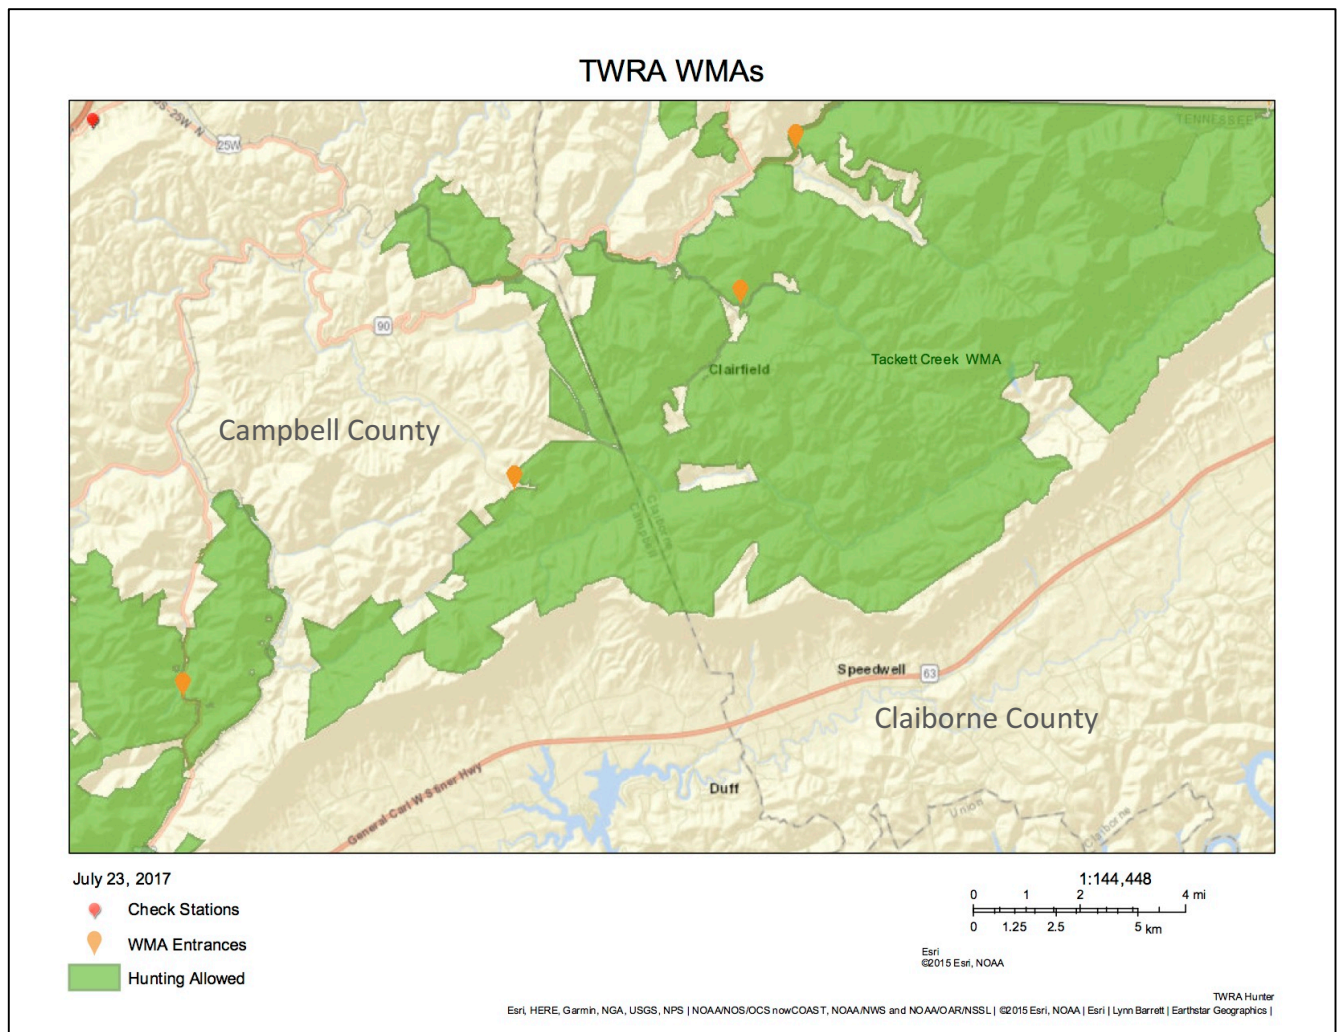 TWRA WMAs
US-25W N
25W
TENNESSEE
90
Tackett Creek WMA
Clairfield
Campbell County
Claiborne
Campbell
Speedwell
63
Claiborne County
General Carl W Stiner Hwy
Duff
Union
Claiborne
July 23, 2017
Check Stations
WMA Entrances
Hunting Allowed
1:144,448
0 1 2 4 mi
0 1.25 2.5 5 km
Esri
©2015 Esri, NOAA
TWRA Hunter
Esri, HERE, Garmin, NGA, USGS, NPS | NOAA/NOS/OCS nowCOAST, NOAA/NWS and NOAA/OAR/NSSL | ©2015 Esri, NOAA | Esri | Lynn Barrett | Earthstar Geographics |